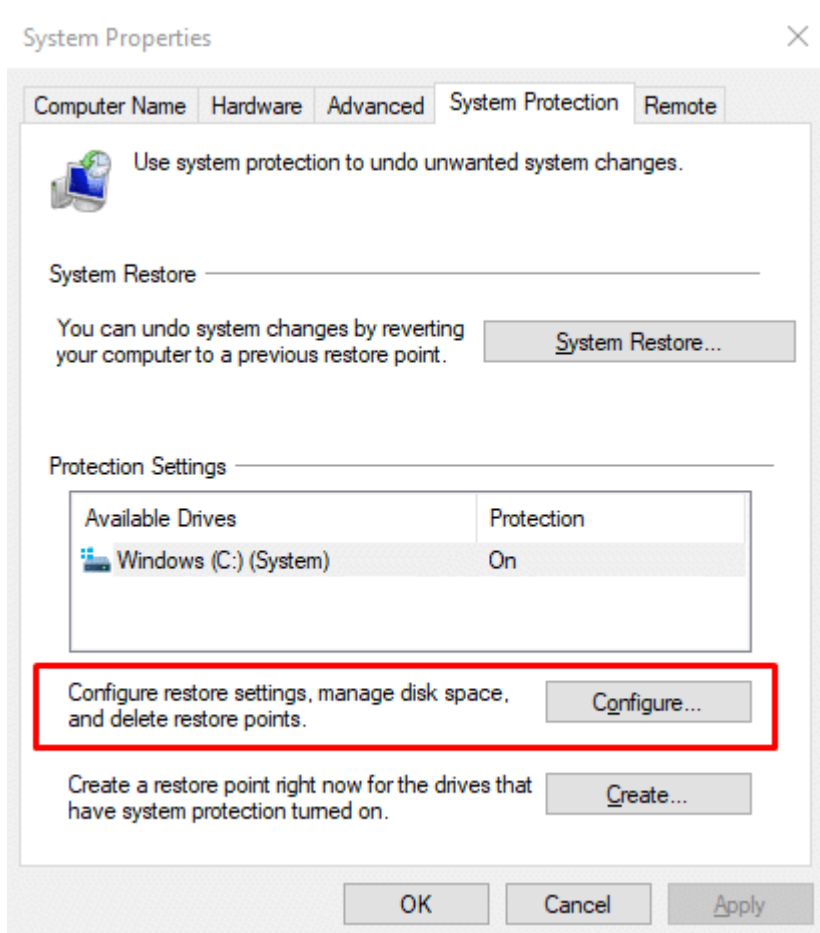 System Properties
Computer Name Hardware Advanced System Protection Remote
Use system protection to undo unwanted system changes.
System Restore
You can undo system changes by reverting
your computer to a previous restore point.
System Restore...
Protection Settings
Available Drives Protection
Windows (C:) (System) On
Configure restore settings, manage disk space,
and delete restore points.
Configure...
Create a restore point right now for the drives that
have system protection turned on.
Create...
OK Cancel Apply